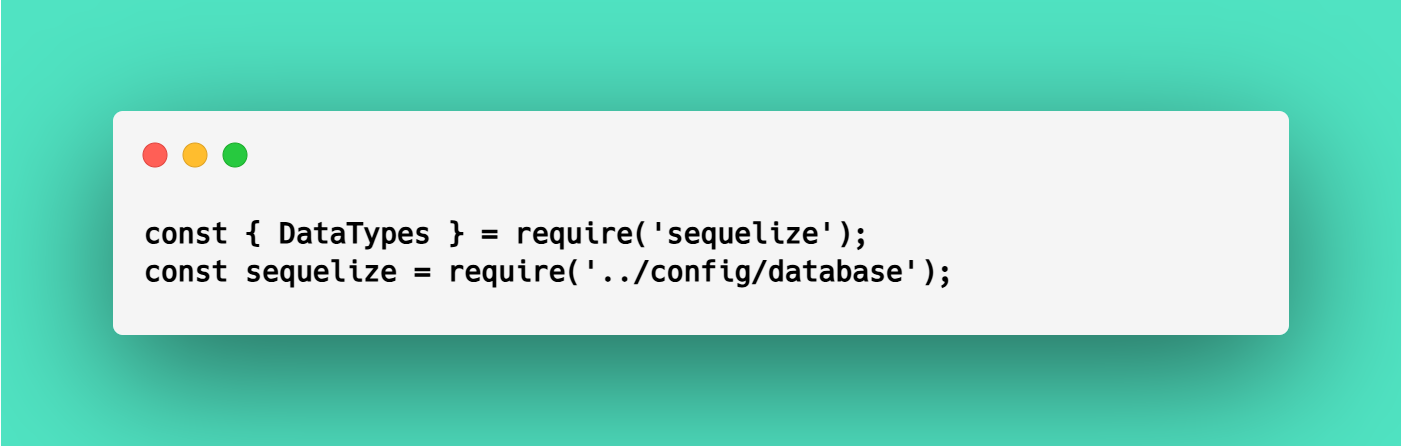 const { DataTypes } = require('sequelize');
const sequelize = require('../config/database');